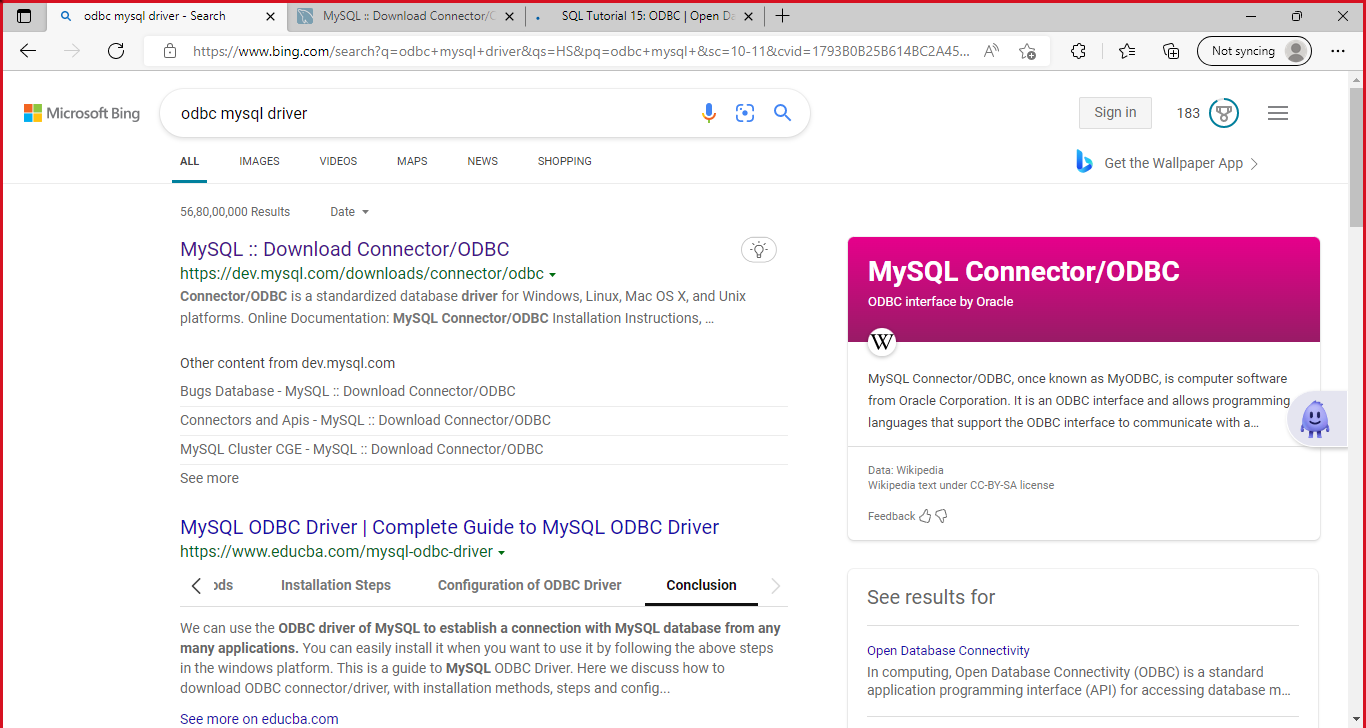 odbc mysql driver - Search
MySQL :: Download Connector/O
SQL Tutorial 15: ODBC | Open Da
https://www.bing.com/search?q=odbc+mysql+driver&qs=HS&pq=odbc+mysql+&sc=10-11&cvid=1793B0B25B614BC2A45...
Not syncing
Microsoft Bing
odbc mysql driver
Sign in
183
ALL IMAGES VIDEOS MAPS NEWS SHOPPING
Get the Wallpaper App
56,80,00,000 Results Date
MySQL :: Download Connector/ODBC
https://dev.mysql.com/downloads/connector/odbc
Connector/ODBC is a standardized database driver for Windows, Linux, Mac OS X, and Unix
platforms. Online Documentation: MySQL Connector/ODBC Installation Instructions, …
Other content from dev.mysql.com
Bugs Database - MySQL :: Download Connector/ODBC
Connectors and Apis - MySQL :: Download Connector/ODBC
MySQL Cluster CGE - MySQL :: Download Connector/ODBC
See more
MySQL ODBC Driver | Complete Guide to MySQL ODBC Driver
https://www.educba.com/mysql-odbc-driver
ods Installation Steps Configuration of ODBC Driver Conclusion
We can use the ODBC driver of MySQL to establish a connection with MySQL database from any
many applications. You can easily install it when you want to use it by following the above steps
in the windows platform. This is a guide to MySQL ODBC Driver. Here we discuss how to
download ODBC connector/driver, with installation methods, steps and config...
See more on educba.com
MySQL Connector/ODBC
ODBC interface by Oracle
W
MySQL Connector/ODBC, once known as MyODBC, is computer software
from Oracle Corporation. It is an ODBC interface and allows programming
languages that support the ODBC interface to communicate with a…
Data: Wikipedia
Wikipedia text under CC-BY-SA license
Feedback
See results for
Open Database Connectivity
In computing, Open Database Connectivity (ODBC) is a standard
application programming interface (API) for accessing database m…